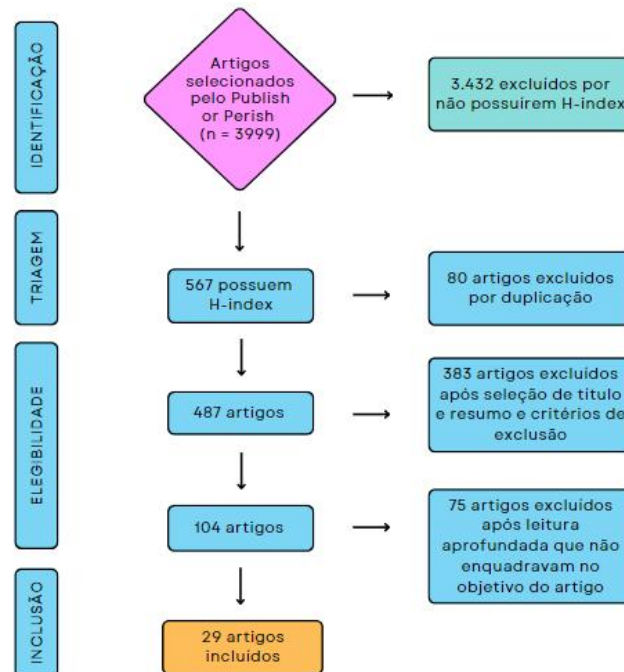 IDENTIFICAÇÃO
Artigos
selecionados
pelo Publish
or Perish
(n = 3999)
3.432 excluídos por
não possuírem H-index
TRIAGEM
567 possuem
H-index
80 artigos excluídos
por duplicação
ELEGIBILIDADE
487 artigos
383 artigos excluídos
após seleção de título
e resumo e critérios de
exclusão
104 artigos
75 artigos excluídos
após leitura
aprofundada que não
enquadravam no
objetivo do artigo
INCLUSÃO
29 artigos
incluídos